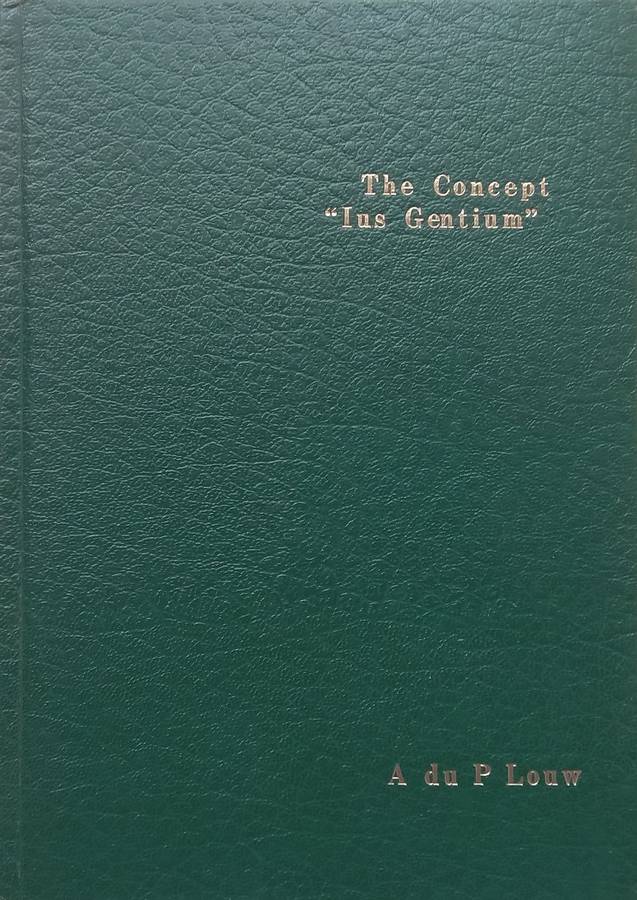 The Concept
“Ius Gentium”
A du P Louw